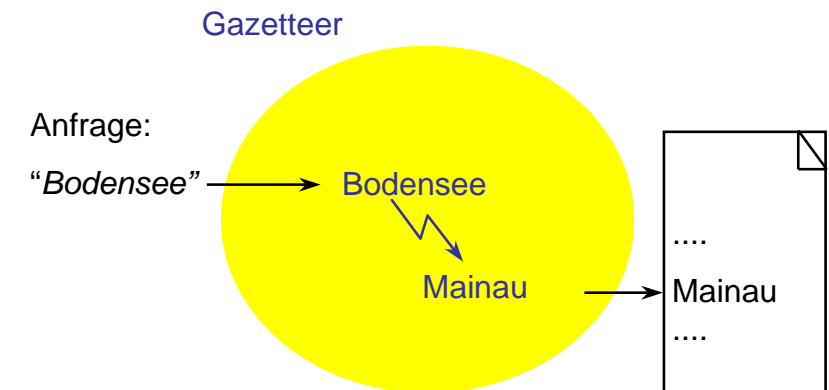 Gazetteer
Anfrage:
“Bodensee”
Bodensee
Mainau
....
Mainau
....